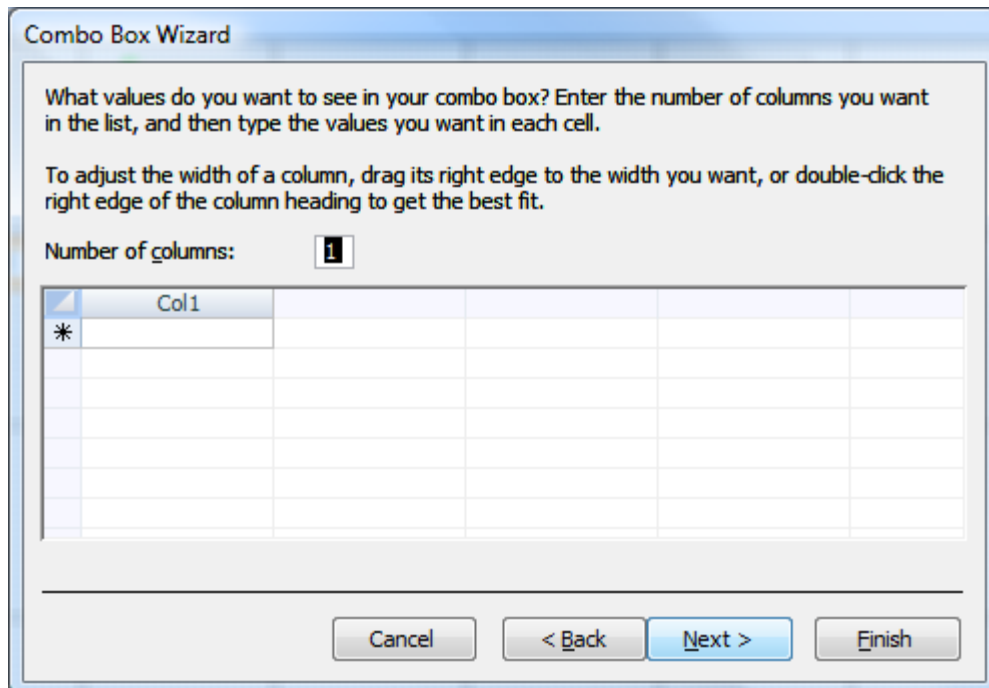 Combo Box Wizard
What values do you want to see in your combo box? Enter the number of columns you want
in the list, and then type the values you want in each cell.
To adjust the width of a column, drag its right edge to the width you want, or double-click the
right edge of the column heading to get the best fit.
Number of columns: 1
Col1
Cancel < Back Next > Finish